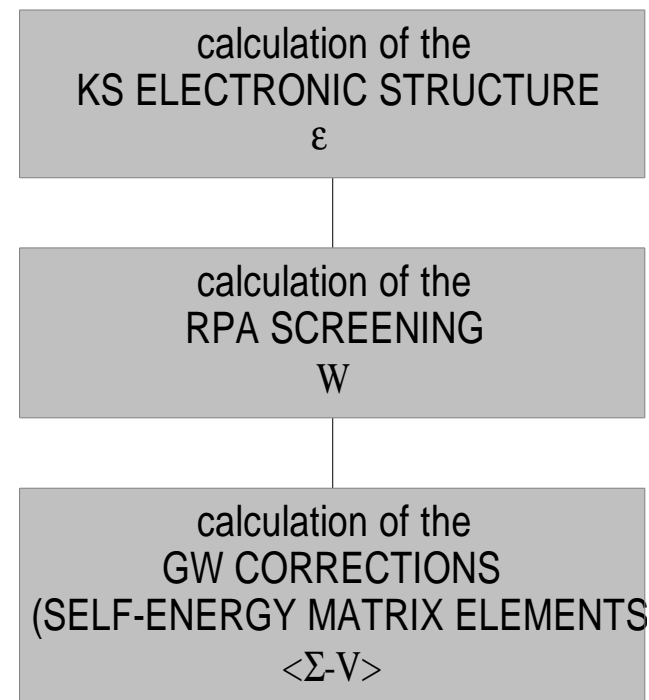 calculation of the
KS ELECTRONIC STRUCTURE
ε
calculation of the
RPA SCREENING
W
calculation of the
GW CORRECTIONS
(SELF-ENERGY MATRIX ELEMENTS
<Σ-V>